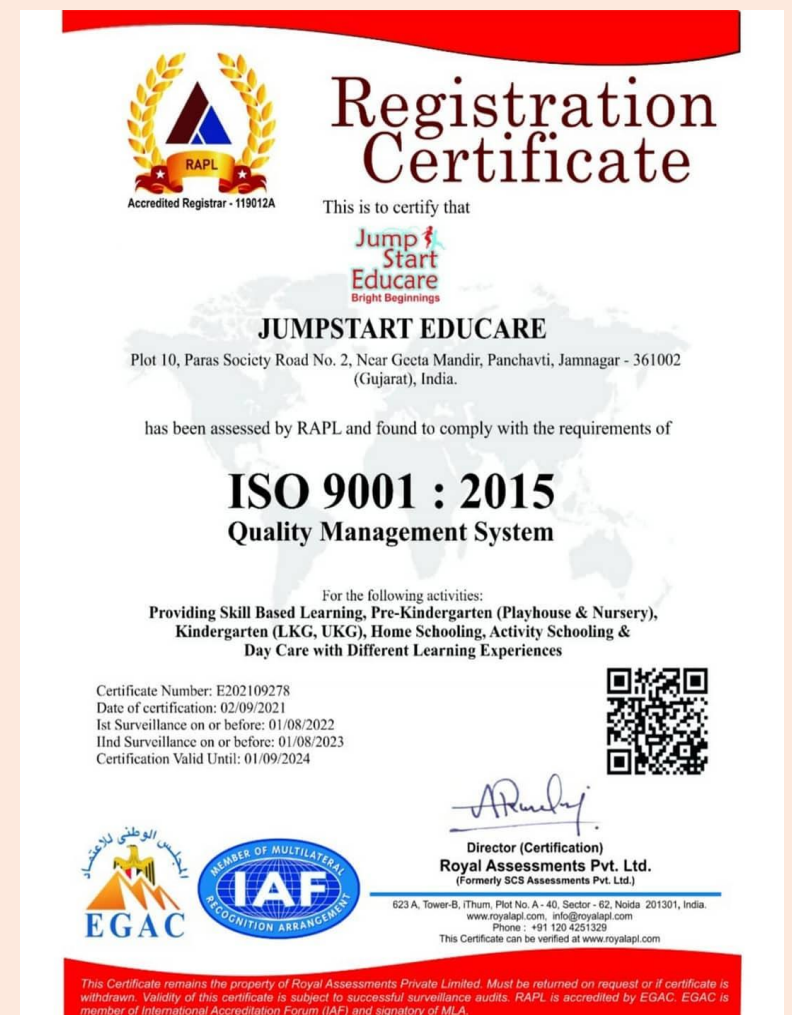 RAPL
Accredited Registrar - 119012A
Registration
Certificate
This is to certify that
Jump
Start
Educare
Bright Beginnings
JUMPSTART EDUCARE
Plot 10, Paras Society Road No. 2, Near Geeta Mandir, Panchavti, Jamnagar - 361002
(Gujarat), India.
has been assessed by RAPL and found to comply with the requirements of
ISO 9001 : 2015
Quality Management System
For the following activities:
Providing Skill Based Learning, Pre-Kindergarten (Playhouse & Nursery),
Kindergarten (LKG, UKG), Home Schooling, Activity Schooling &
Day Care with Different Learning Experiences
Certificate Number: E202109278
Date of certification: 02/09/2021
Ist Surveillance on or before: 01/08/2022
IInd Surveillance on or before: 01/08/2023
Certification Valid Until: 01/09/2024
Director (Certification)
Royal Assessments Pvt. Ltd.
(Formerly SCS Assessments Pvt. Ltd.)
623 A, Tower-B, iThum, Plot No. A - 40, Sector - 62, Noida 201301, India.
www.royalapl.com, info@royalapl.com
Phone : +91 120 4251329
This Certificate can be verified at www.royalapl.com
المجلس الوطنى للاعتماد
EGAC
MEMBER OF MULTILATERAL
IAF
RECOGNITION ARRANGEMENT
This Certificate remains the property of Royal Assessments Private Limited. Must be returned on request or if certificate is
withdrawn. Validity of this certificate is subject to successful surveillance audits. RAPL is accredited by EGAC. EGAC is
member of International Accreditation Forum (IAF) and signatory of MLA.